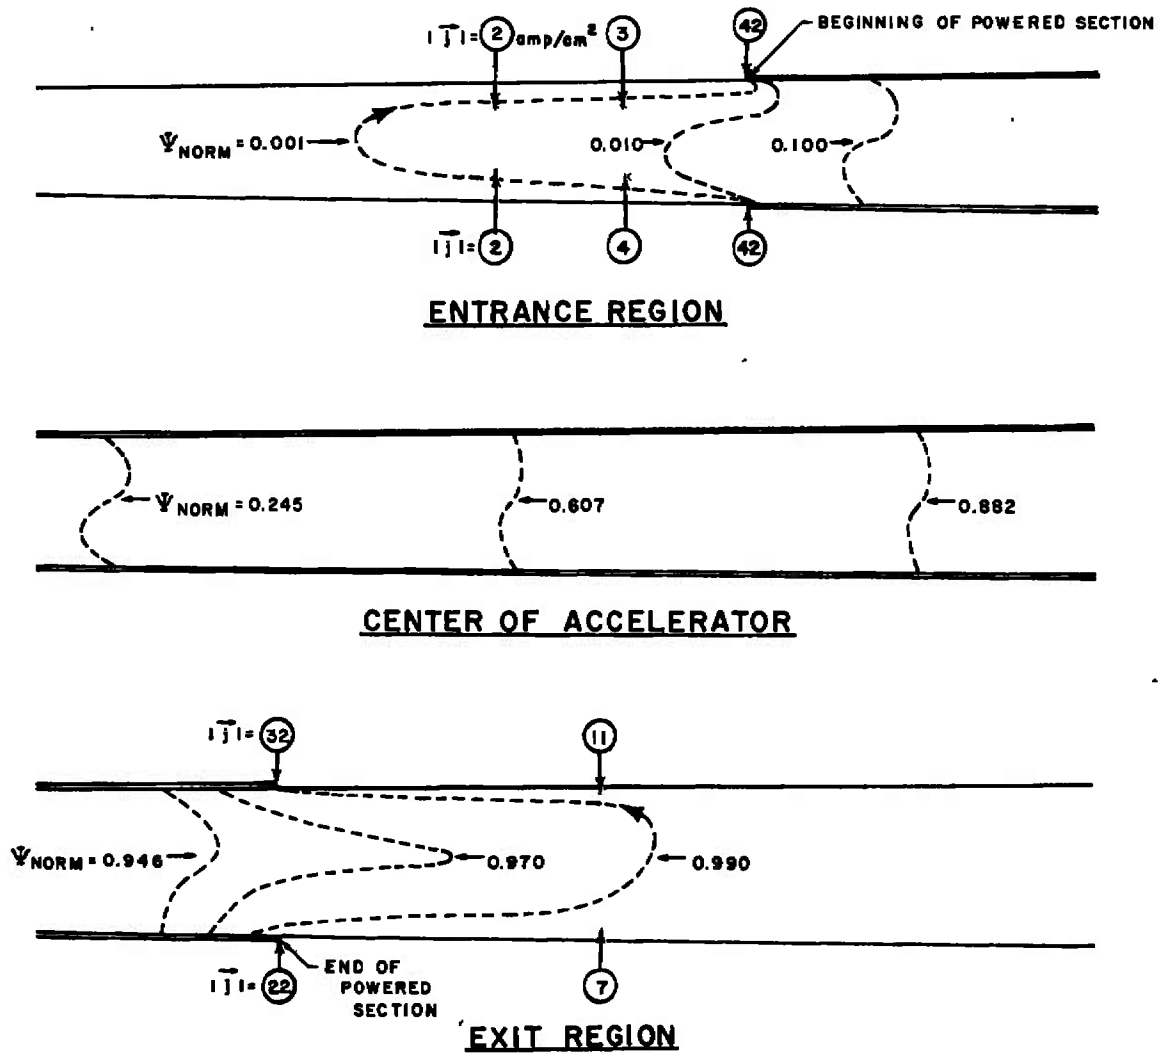 |j⃗| = 2 amp/cm² 3 42 BEGINNING OF POWERED SECTION
Ψ NORM = 0.001 0.010 0.100
|j⃗| = 2 4 42
ENTRANCE REGION
Ψ NORM = 0.245 0.607 0.882
CENTER OF ACCELERATOR
|j⃗| = 32 11
Ψ NORM = 0.946 0.970 0.990
|j⃗| = 22 END OF POWERED SECTION 7
EXIT REGION